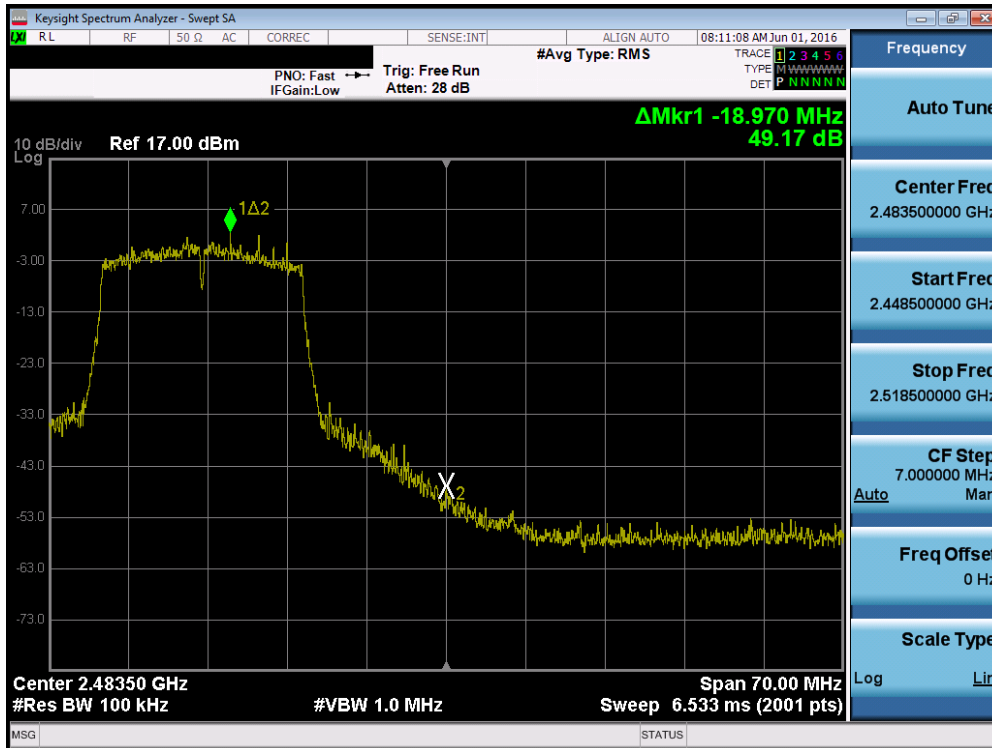 Keysight Spectrum Analyzer - Swept SA
LXI RL RF 50 Ω AC CORREC SENSE:INT ALIGN AUTO 08:11:08 AM Jun 01, 2016
#Avg Type: RMS
TRACE 1 2 3 4 5 6
TYPE M W W W W W
DET P N N N N N
PNO: Fast
IFGain:Low
Trig: Free Run
Atten: 28 dB
ΔMkr1 -18.970 MHz
49.17 dB
10 dB/div Ref 17.00 dBm
Log
7.00
-3.00
-13.0
-23.0
-33.0
-43.0
-53.0
-63.0
-73.0
1Δ2
X2
Center 2.48350 GHz Span 70.00 MHz
#Res BW 100 kHz #VBW 1.0 MHz Sweep 6.533 ms (2001 pts)
MSG STATUS
Frequency
Auto Tune
Center Freq
2.483500000 GHz
Start Freq
2.448500000 GHz
Stop Freq
2.518500000 GHz
CF Step
7.000000 MHz
Auto Man
Freq Offset
0 Hz
Scale Type
Log Lin